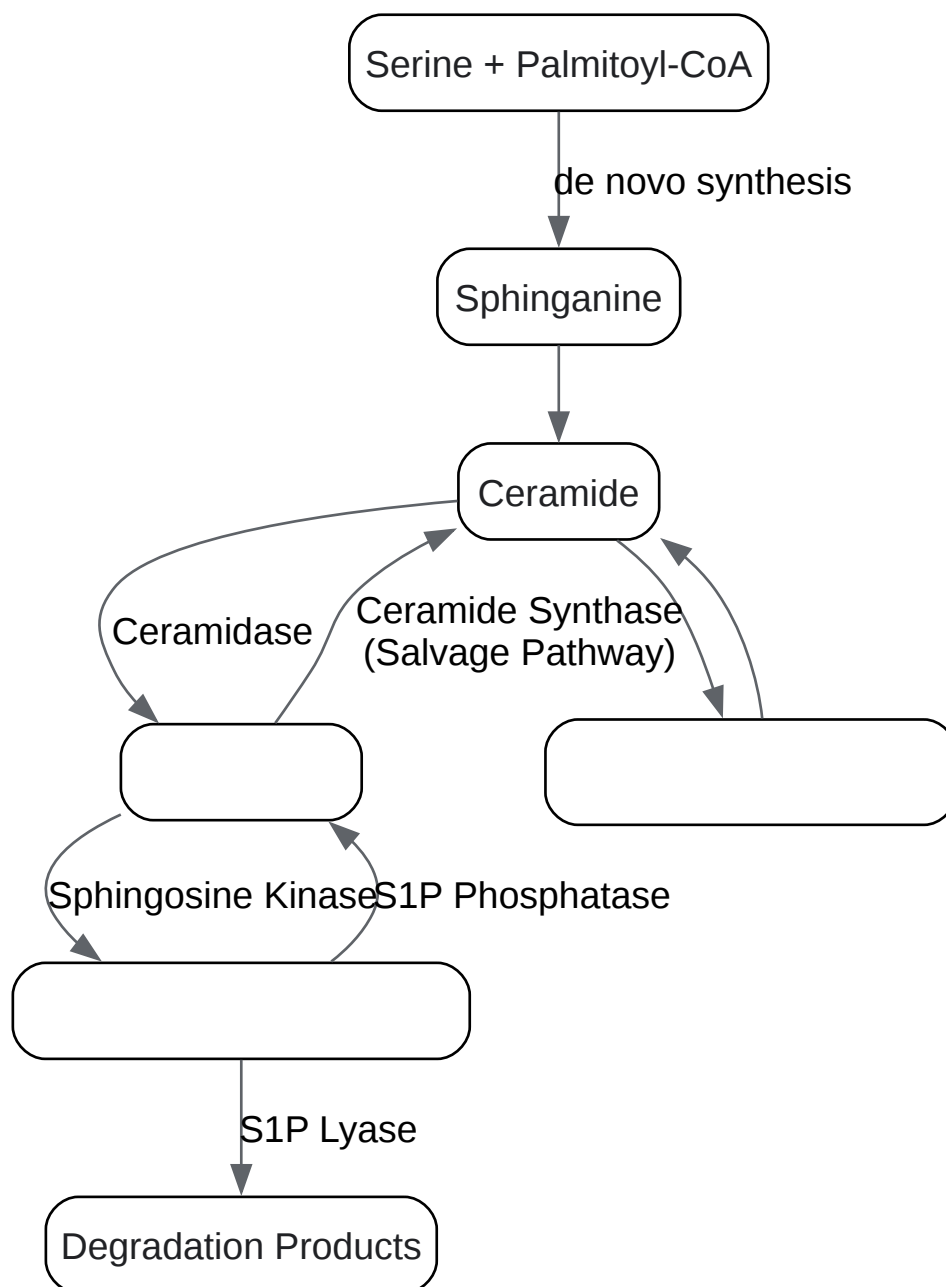 Serine + Palmitoyl-CoA
de novo synthesis
Sphinganine
Ceramide
Ceramidase
Ceramide Synthase
(Salvage Pathway)
Sphingosine Kinase
S1P Phosphatase
S1P Lyase
Degradation Products